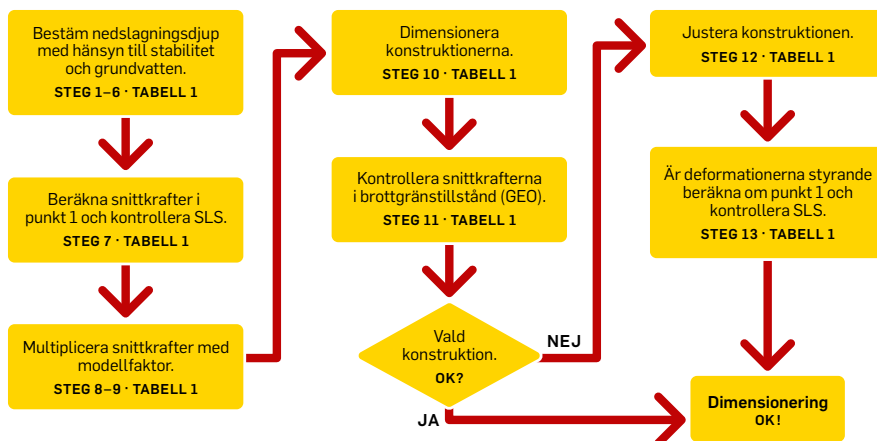 Bestäm nedslagningsdjup
med hänsyn till stabilitet
och grundvatten.
STEG 1–6 · TABELL 1
Beräkna snittkrafter i
punkt 1 och kontrollera SLS.
STEG 7 · TABELL 1
Multiplicera snittkrafter med
modellfaktor.
STEG 8–9 · TABELL 1
Dimensionera
konstruktionerna.
STEG 10 · TABELL 1
Kontrollera snittkrafterna
i brottgränstillstånd (GEO).
STEG 11 · TABELL 1
Vald
konstruktion.
OK?
NEJ
JA
Justera konstruktionen.
STEG 12 · TABELL 1
Är deformationerna styrande
beräkna om punkt 1 och
kontrollera SLS.
STEG 13 · TABELL 1
Dimensionering
OK!